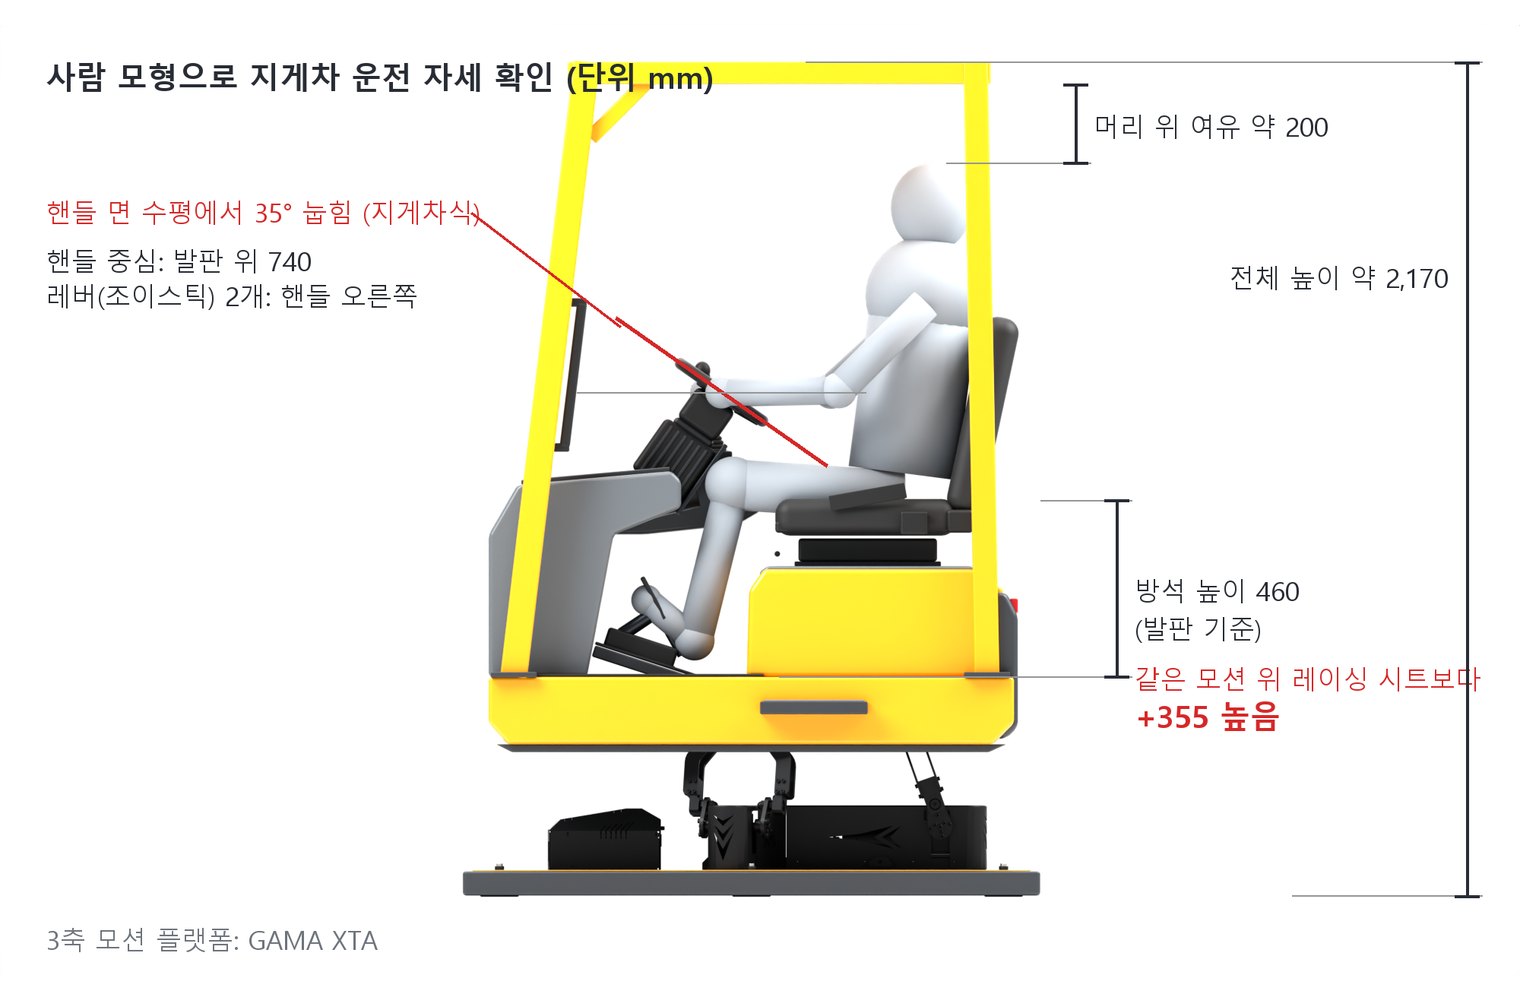 사람 모형으로 지게차 운전 자세 확인 (단위 mm)
머리 위 여유 약 200
핸들 면 수평에서 35° 눕힘 (지게차식)
핸들 중심: 발판 위 740
레버(조이스틱) 2개: 핸들 오른쪽
전체 높이 약 2,170
방석 높이 460
(발판 기준)
같은 모션 위 레이싱 시트보다
+355 높음
3축 모션 플랫폼: GAMA XTA